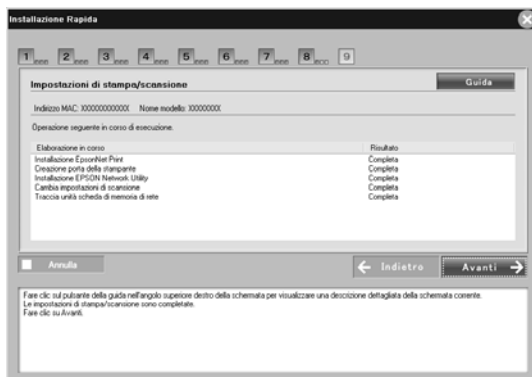 Installazione Rapida
1 2 3 4 5 6 7 8 9
Impostazioni di stampa/scansione
Guida
Indirizzo MAC: XXXXXXXXXXXX Nome modello: XXXXXXXX
Operazione seguente in corso di esecuzione.
Elaborazione in corso Risultato
Installazione EpsonNet Print Completa
Creazione porta della stampante Completa
Installazione EPSON Network Utility Completa
Cambia impostazioni di scansione Completa
Traccia unità scheda di memoria di rete Completa
Annulla
Indietro
Avanti
Fare clic sul pulsante della guida nell'angolo superiore destro della schermata per visualizzare una descrizione dettagliata della schermata corrente.
Le impostazioni di stampa/scansione sono completate.
Fare clic su Avanti.